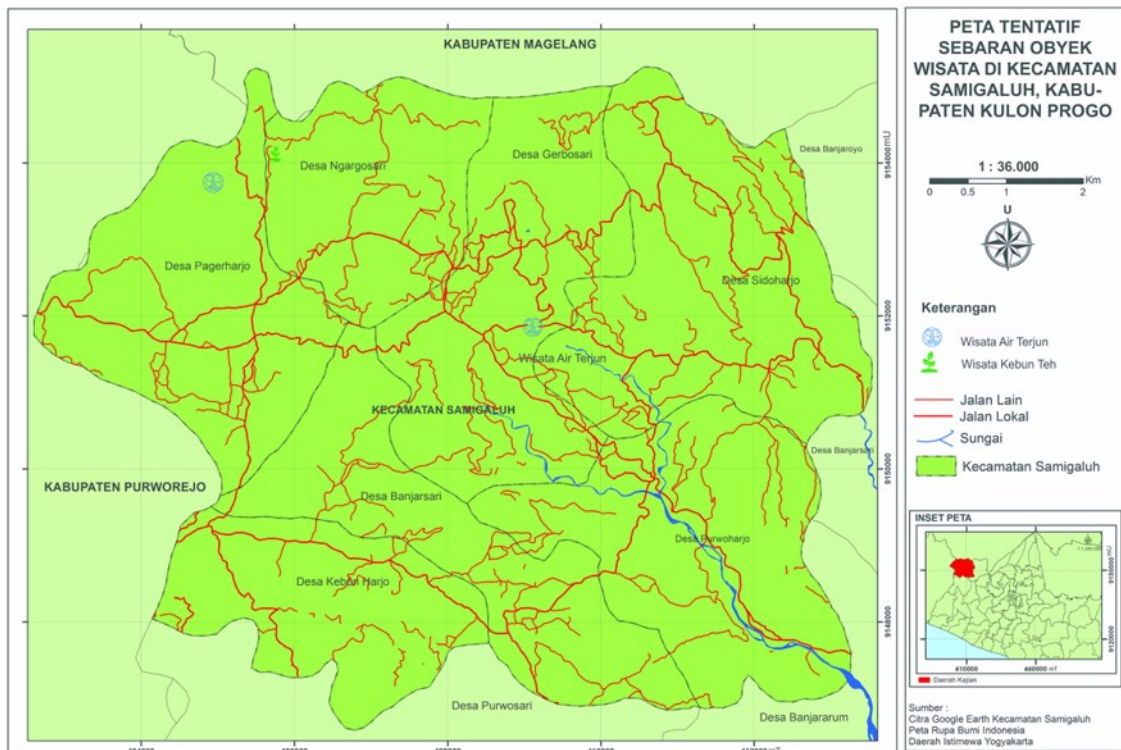 KABUPATEN MAGELANG
Desa Banjaroyo
Desa Gerbosari
Desa Ngargosari
9154000 mU
Desa Pagerharjo
Desa Sidoharjo
9152000
Wisata Air Terjun
KECAMATAN SAMIGALUH
Desa Banjarsari
9150000
KABUPATEN PURWOREJO
Desa Banjarsari
Desa Purwoharjo
Desa Kebon Harjo
9148000
Desa Purwosari
Desa Banjararum
PETA TENTATIF
SEBARAN OBYEK
WISATA DI KECAMATAN
SAMIGALUH, KABU-
PATEN KULON PROGO
1 : 36.000
Km
0 0.5 1 2
U
Keterangan
Wisata Air Terjun
Wisata Kebun Teh
Jalan Lain
Jalan Lokal
Sungai
Kecamatan Samigaluh
INSET PETA
9150000 mU
9120000
410000 440000 mT
Daerah Kajian
Sumber :
Citra Google Earth Kecamatan Samigaluh
Peta Rupa Bumi Indonesia
Daerah Istimewa Yogyakarta